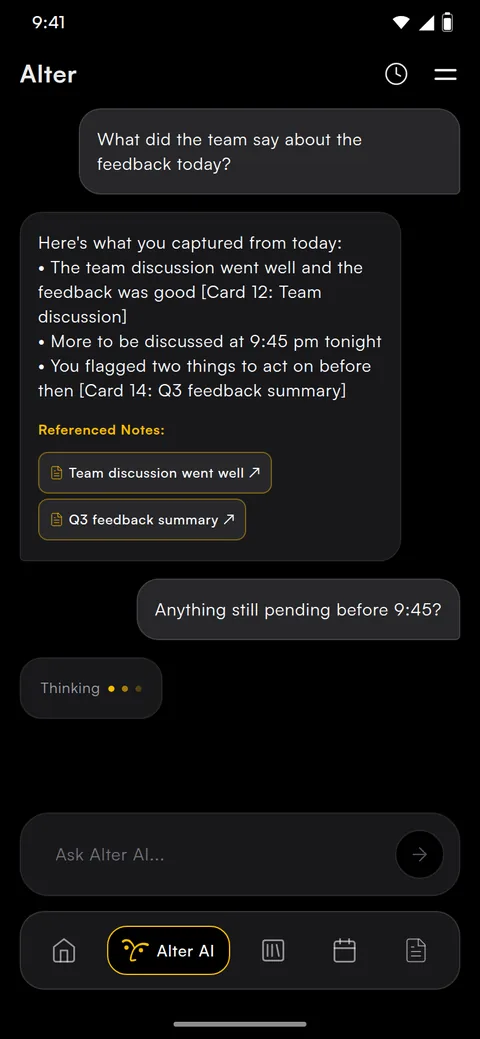 9:41
Alter
What did the team say about the
feedback today?
Here's what you captured from today:
• The team discussion went well and the
feedback was good [Card 12: Team
discussion]
• More to be discussed at 9:45 pm tonight
• You flagged two things to act on before
then [Card 14: Q3 feedback summary]
Referenced Notes:
Team discussion went well ↗
Q3 feedback summary ↗
Anything still pending before 9:45?
Thinking
Ask Alter AI...
Alter AI